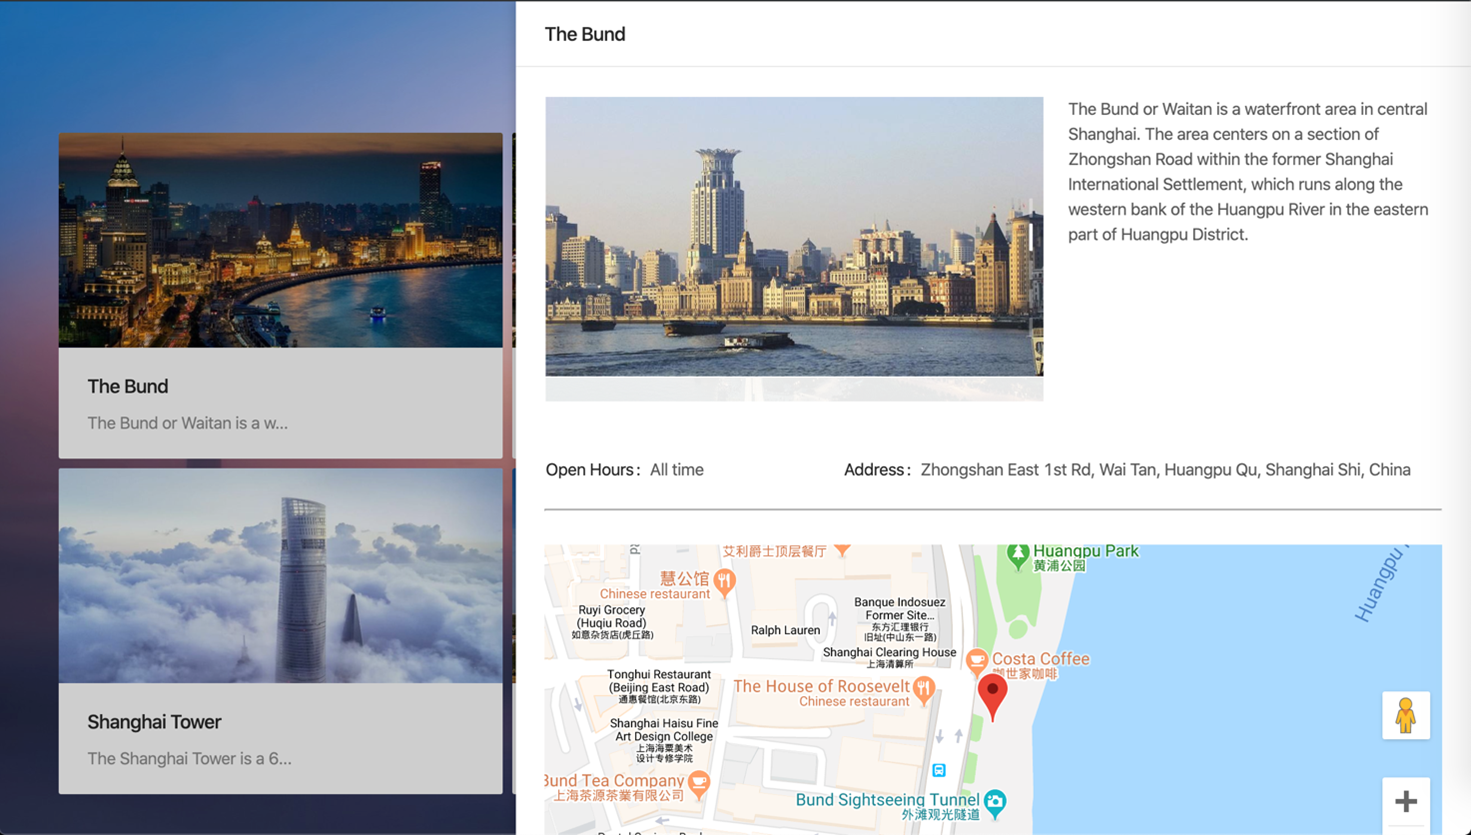 The Bund
The Bund or Waitan is a w...
Shanghai Tower
The Shanghai Tower is a 6...
The Bund
The Bund or Waitan is a waterfront area in central
Shanghai. The area centers on a section of
Zhongshan Road within the former Shanghai
International Settlement, which runs along the
western bank of the Huangpu River in the eastern
part of Huangpu District.
Open Hours : All time
Address : Zhongshan East 1st Rd, Wai Tan, Huangpu Qu, Shanghai Shi, China
艾利爵士顶层餐厅
Huangpu Park
黄浦公园
Huangpu
慧公馆
Chinese restaurant
Ruyi Grocery
(Huqiu Road)
如意杂货店(虎丘路)
Ralph Lauren
Banque Indosuez
Former Site...
东方汇理银行
旧址(中山东一路)
Shanghai Clearing House
上海清算所
Costa Coffee
咖世家咖啡
Tonghui Restaurant
(Beijing East Road)
通惠餐馆(北京东路)
The House of Roosevelt
Chinese restaurant
Shanghai Haisu Fine
Art Design College
上海海粟美术
设计专修学院
Bund Tea Company
上海茶源茶業有限公司
Bund Sightseeing Tunnel
外滩观光隧道